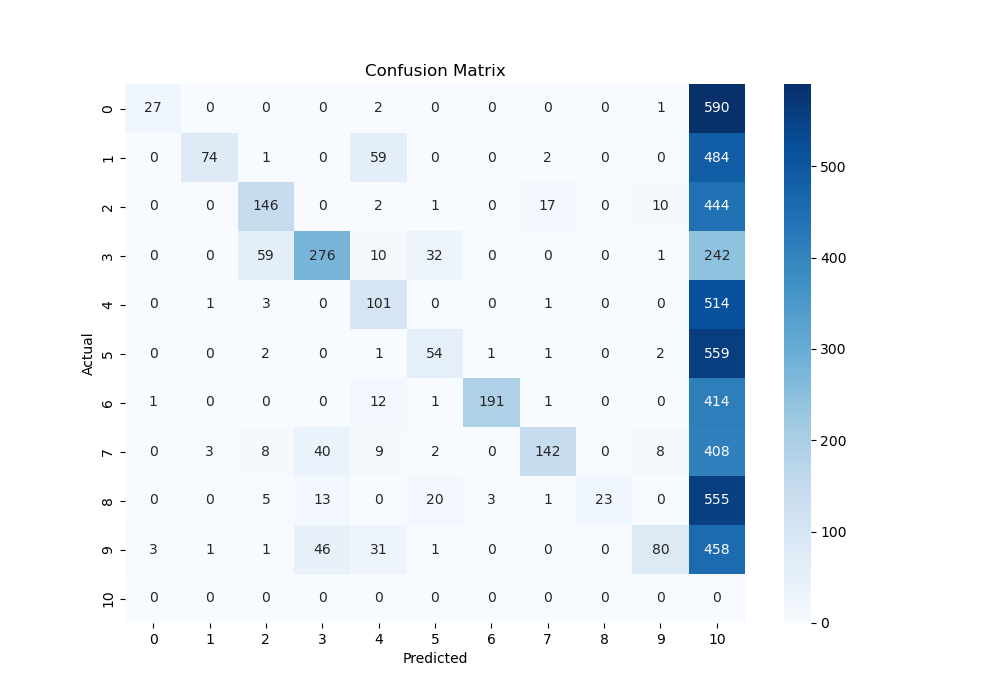 Confusion Matrix
0 27 0 0 0 2 0 0 0 0 1 590
1 0 74 1 0 59 0 0 2 0 0 484
2 0 0 146 0 2 1 0 17 0 10 444
3 0 0 59 276 10 32 0 0 0 1 242
4 0 1 3 0 101 0 0 1 0 0 514
5 0 0 2 0 1 54 1 1 0 2 559
6 1 0 0 0 12 1 191 1 0 0 414
7 0 3 8 40 9 2 0 142 0 8 408
8 0 0 5 13 0 20 3 1 23 0 555
9 3 1 1 46 31 1 0 0 0 80 458
10 0 0 0 0 0 0 0 0 0 0 0
0 1 2 3 4 5 6 7 8 9 10
Predicted
Actual
500
400
300
200
100
0